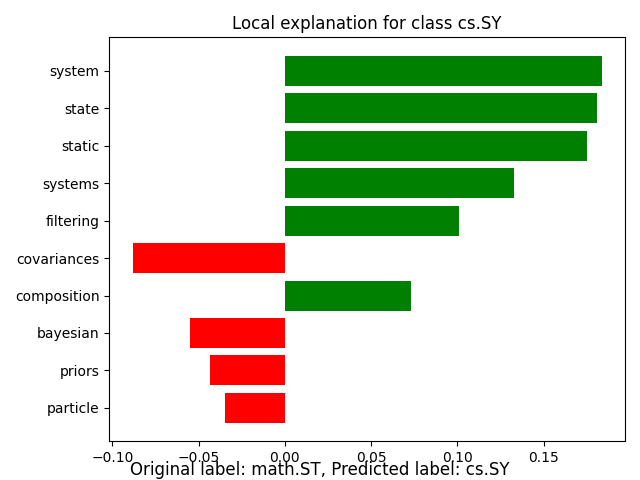 Local explanation for class cs.SY
system
state
static
systems
filtering
covariances
composition
bayesian
priors
particle
−0.10 −0.05 0.00 0.05 0.10 0.15
Original label: math.ST, Predicted label: cs.SY